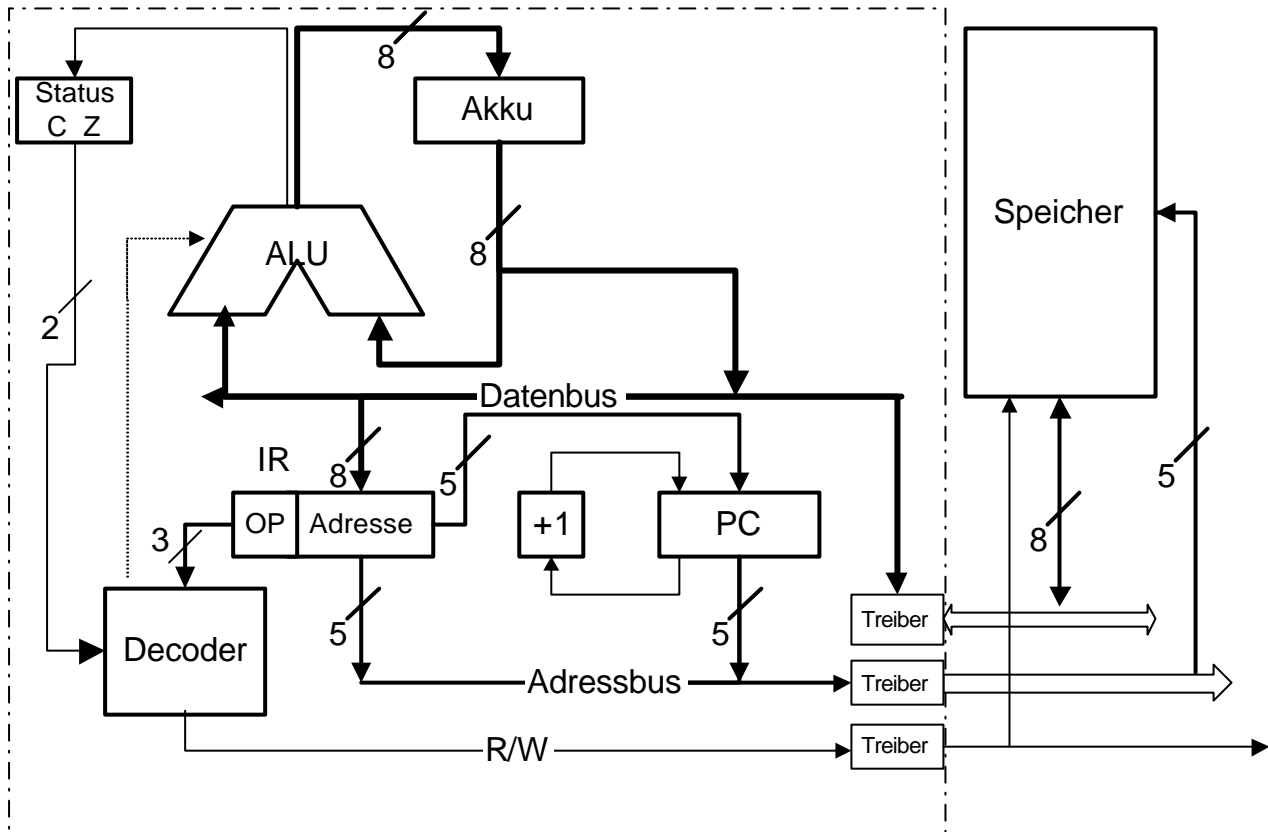 8
Status
C Z
Akku
Speicher
ALU
8
2
5
Datenbus
IR
8
5
8
OP
Adresse
+1
PC
3
5
5
Treiber
Decoder
Adressbus
Treiber
R/W
Treiber